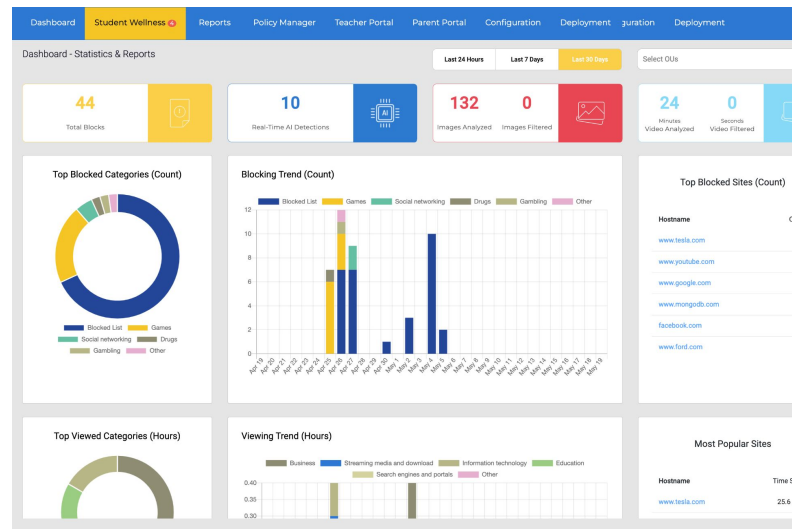 Dashboard Student Wellness 4 Reports Policy Manager Teacher Portal Parent Portal Configuration Deployment guration Deployment
Dashboard - Statistics & Reports
Last 24 Hours Last 7 Days Last 30 Days
Select OUs
44
Total Blocks
10
Real-Time AI Detections
AI
132 0
Images Analyzed Images Filtered
24 0
Minutes Seconds
Video Analyzed Video Filtered
Top Blocked Categories (Count)
Blocked List Games
Social networking Drugs
Gambling Other
Blocking Trend (Count)
Blocked List Games Social networking Drugs Gambling Other
12
10
8
6
4
2
0
Apr 19 Apr 20 Apr 21 Apr 22 Apr 23 Apr 24 Apr 25 Apr 26 Apr 27 Apr 28 Apr 29 Apr 30 May 1 May 2 May 3 May 4 May 5 May 6 May 7 May 8 May 9 May 10 May 11 May 12 May 13 May 14 May 15 May 16 May 17 May 18 May 19
Top Blocked Sites (Count)
Hostname
www.tesla.com
www.youtube.com
www.google.com
www.mongodb.com
facebook.com
www.ford.com
Top Viewed Categories (Hours)
Viewing Trend (Hours)
Business Streaming media and download Information technology Education
Search engines and portals Other
0.40
0.35
0.30
Most Popular Sites
Hostname Time S
www.tesla.com 25.6